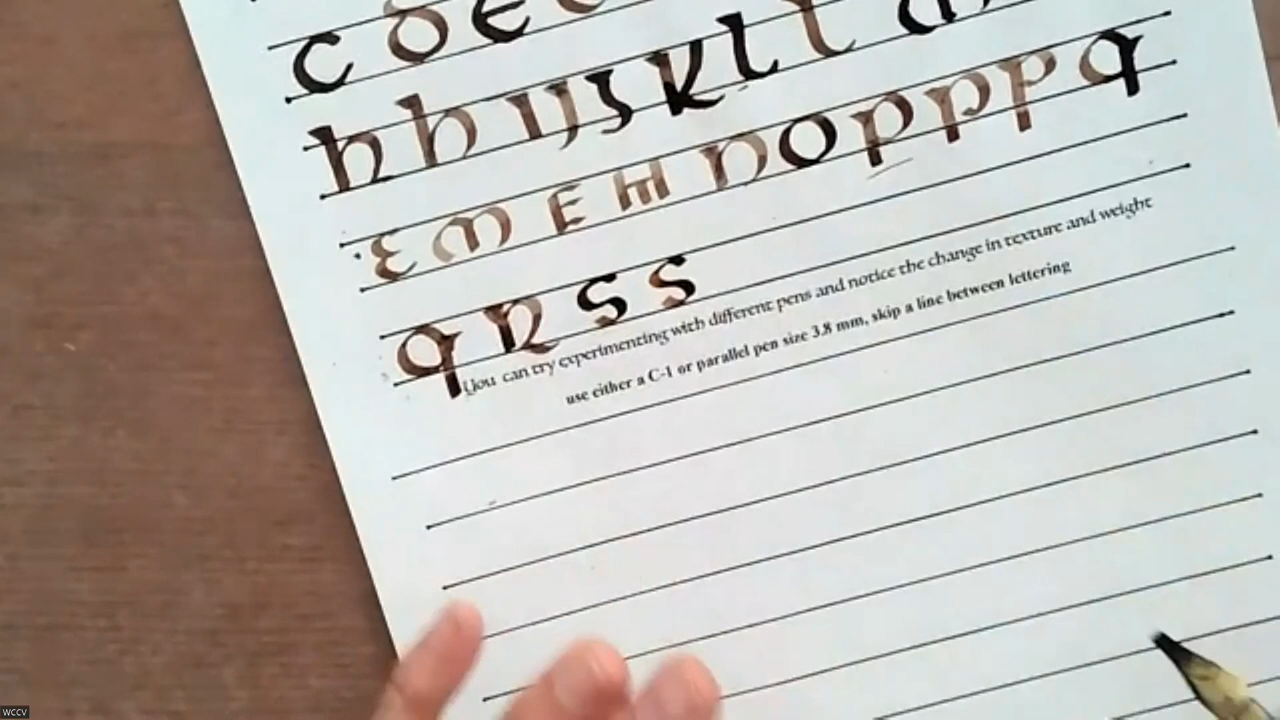 c d e
h h i j s k l t
ε m E m n o p p p q
q R s s
You can try experimenting with different pens and notice the change in texture and weight
use either a C-1 or parallel pen size 3.8 mm, skip a line between lettering
WCCV